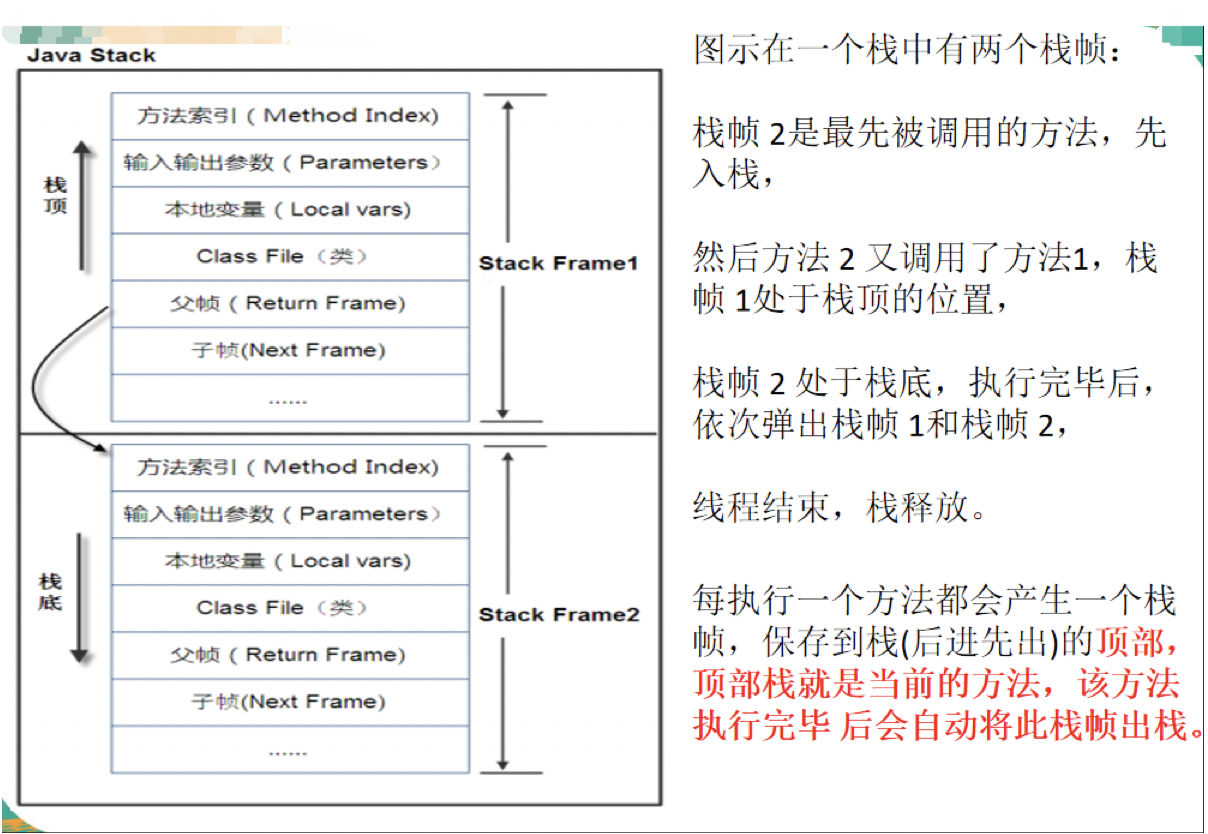 Java Stack
方法索引 ( Method Index)
输入输出参数 ( Parameters )
本地变量 ( Local vars)
Class File (类)
父帧 ( Return Frame)
子帧(Next Frame)
......
栈
顶
Stack Frame1
方法索引 ( Method Index)
输入输出参数 ( Parameters )
本地变量 ( Local vars)
Class File (类)
父帧 ( Return Frame)
子帧(Next Frame)
......
栈
底
Stack Frame2
图示在一个栈中有两个栈帧:
栈帧 2是最先被调用的方法，先
入栈，
然后方法 2 又调用了方法1，栈
帧 1处于栈顶的位置，
栈帧 2 处于栈底，执行完毕后，
依次弹出栈帧 1和栈帧 2，
线程结束，栈释放。
每执行一个方法都会产生一个栈
帧，保存到栈(后进先出)的顶部，
顶部栈就是当前的方法，该方法
执行完毕 后会自动将此栈帧出栈。